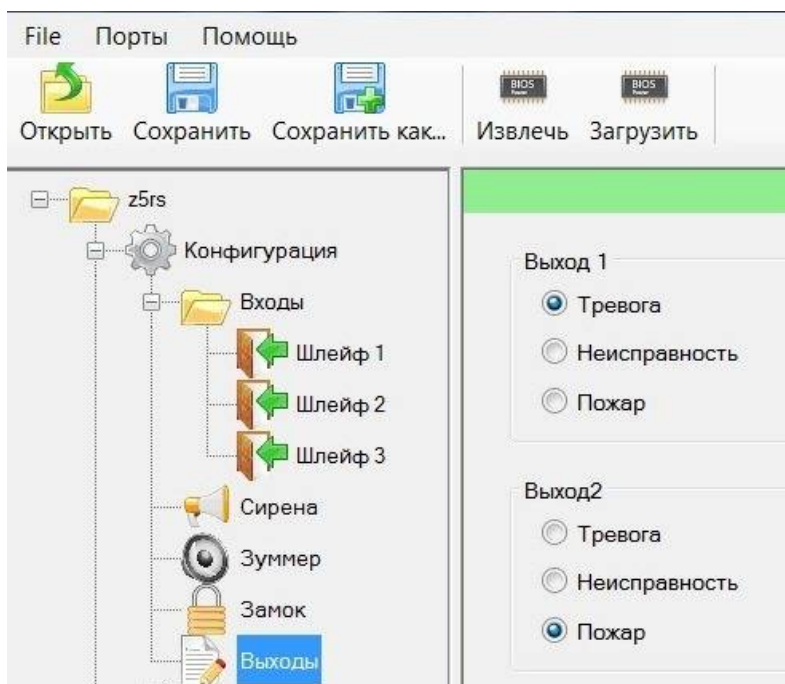 File Порты Помощь
Открыть Сохранить Сохранить как... Извлечь Загрузить
BIOS
BIOS
z5rs
Конфигурация
Входы
Шлейф 1
Шлейф 2
Шлейф 3
Сирена
Зуммер
Замок
Выходы
Выход 1
Тревога
Неисправность
Пожар
Выход2
Тревога
Неисправность
Пожар